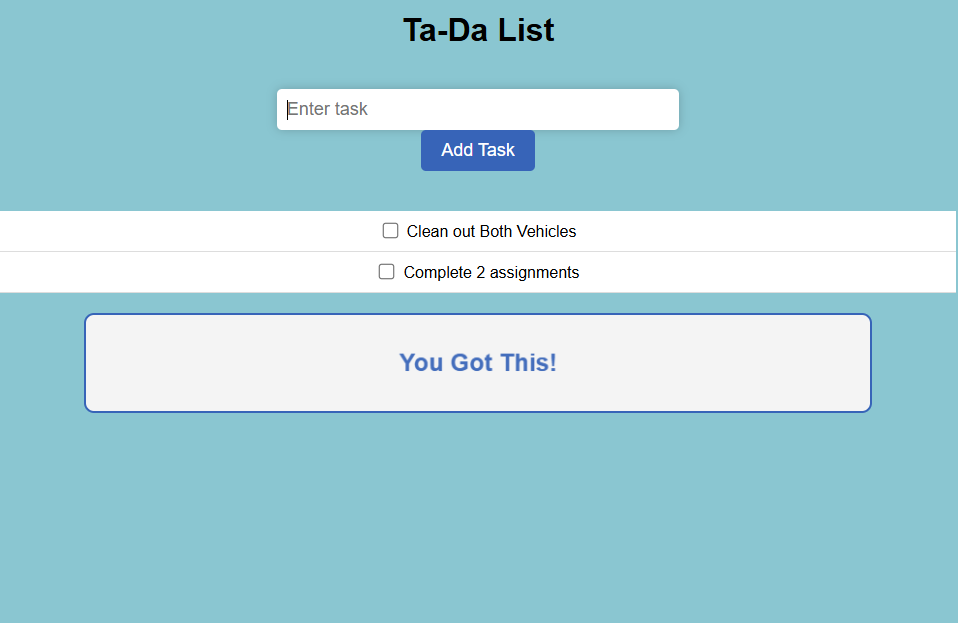 Ta-Da List
Enter task
Add Task
Clean out Both Vehicles
Complete 2 assignments
You Got This!